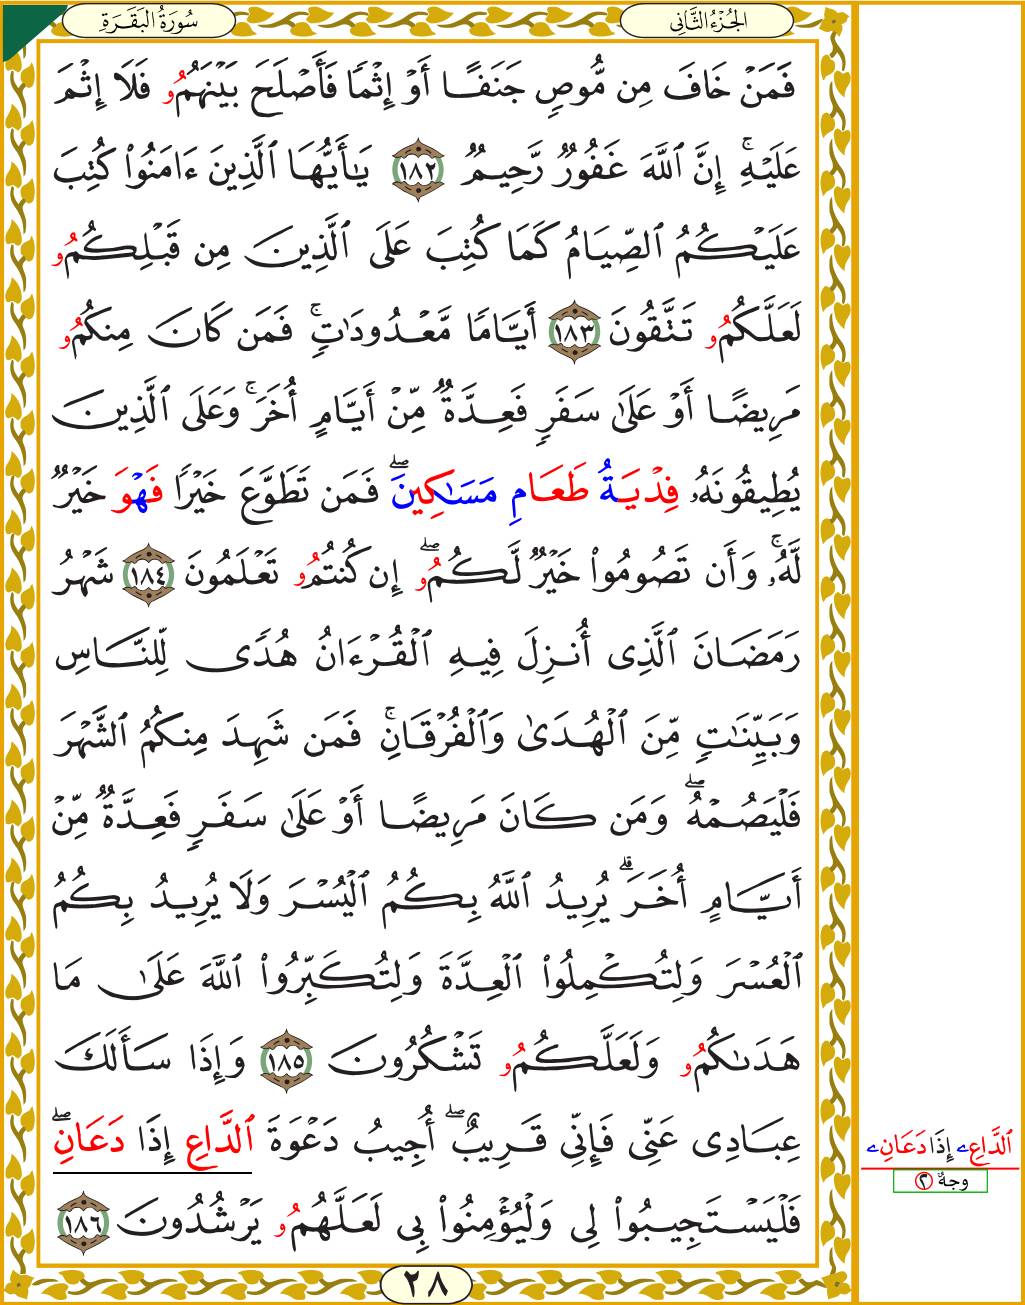 سُورَةُ البَقَرَةِ
الجُزْءُ الثَّانِي
فَمَنْ خَافَ مِن مُّوصٍ جَنَفًا أَوْ إِثْمًا فَأَصْلَحَ بَيْنَهُمُو فَلَا إِثْمَ
عَلَيْهِۚ إِنَّ ٱللَّهَ غَفُورٌ رَّحِيمٌ ١٨٢ يَٰأَيُّهَا ٱلَّذِينَ ءَامَنُواْ كُتِبَ
عَلَيْكُمُ ٱلصِّيَامُ كَمَا كُتِبَ عَلَى ٱلَّذِينَ مِن قَبْلِكُمُو
لَعَلَّكُمُو تَتَّقُونَ ١٨٣ أَيَّامًا مَّعْدُودَٰتٍۚ فَمَن كَانَ مِنكُمُو
مَرِيضًا أَوْ عَلَىٰ سَفَرٍ فَعِدَّةٌ مِّنْ أَيَّامٍ أُخَرَۚ وَعَلَى ٱلَّذِينَ
يُطِيقُونَهُۥ فِدْيَةُ طَعَامِ مَسَٰكِينَۖ فَمَن تَطَوَّعَ خَيْرًا فَهْوَ خَيْرٌ
لَّهُۥۚ وَأَن تَصُومُواْ خَيْرٌ لَّكُمُوۖ إِن كُنتُمُو تَعْلَمُونَ ١٨٤ شَهْرُ
رَمَضَانَ ٱلَّذِى أُنزِلَ فِيهِ ٱلْقُرْءَانُ هُدًى لِّلنَّاسِ
وَبَيِّنَٰتٍ مِّنَ ٱلْهُدَىٰ وَٱلْفُرْقَانِۚ فَمَن شَهِدَ مِنكُمُ ٱلشَّهْرَ
فَلْيَصُمْهُۖ وَمَن كَانَ مَرِيضًا أَوْ عَلَىٰ سَفَرٍ فَعِدَّةٌ مِّنْ
أَيَّامٍ أُخَرَۗ يُرِيدُ ٱللَّهُ بِكُمُ ٱلْيُسْرَ وَلَا يُرِيدُ بِكُمُ
ٱلْعُسْرَ وَلِتُكْمِلُواْ ٱلْعِدَّةَ وَلِتُكَبِّرُواْ ٱللَّهَ عَلَىٰ مَا
هَدَىٰكُمُو وَلَعَلَّكُمُو تَشْكُرُونَ ١٨٥ وَإِذَا سَأَلَكَ
عِبَادِى عَنِّى فَإِنِّى قَرِيبٌۖ أُجِيبُ دَعْوَةَ ٱلدَّاعِ إِذَا دَعَانِۖ
فَلْيَسْتَجِيبُواْ لِى وَلْيُؤْمِنُواْ بِى لَعَلَّهُمُو يَرْشُدُونَ ١٨٦
ٱلدَّاعِۦ إِذَا دَعَانِۦ
وجهٌ ٢
٢٨